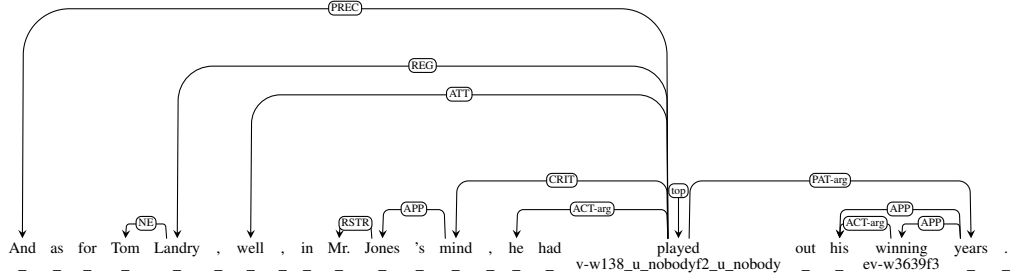 PREC
REG
ATT
CRIT top PAT-arg
NE RSTR APP ACT-arg APP
ACT-arg APP
And as for Tom Landry , well , in Mr. Jones 's mind , he had played out his winning years .
_ _ _ _ _ _ _ _ _ _ _ _ _ _ _ _ v-w138_u_nobodyf2_u_nobody _ _ ev-w3639f3 _ _